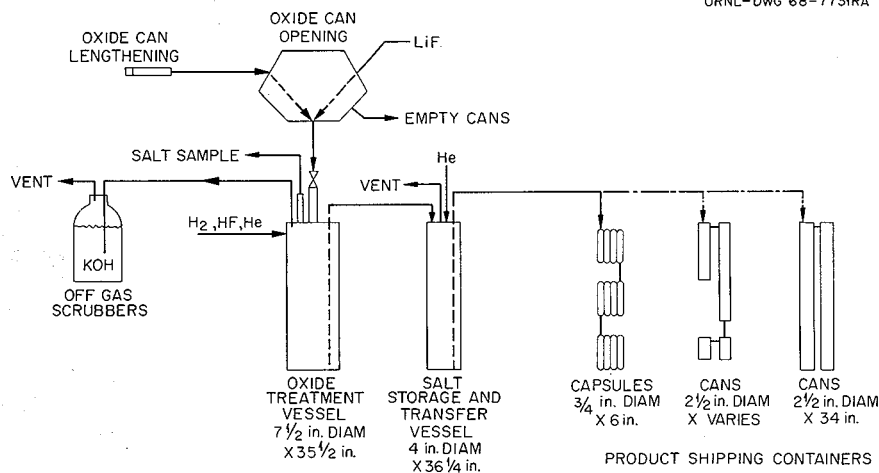 ORNL-DWG 68-7751RA
OXIDE CAN
OPENING
OXIDE CAN
LENGTHENING
LiF.
EMPTY CANS
SALT SAMPLE
He
VENT
VENT
H2,HF,He
KOH
OFF GAS
SCRUBBERS
OXIDE
TREATMENT
VESSEL
7 1/2 in. DIAM
X 35 1/2 in.
SALT
STORAGE AND
TRANSFER
VESSEL
4 in. DIAM
X 36 1/4 in.
CAPSULES
3/4 in. DIAM
X 6 in.
CANS
2 1/2 in. DIAM
X VARIES
CANS
2 1/2 in. DIAM
X 34 in.
PRODUCT SHIPPING CONTAINERS